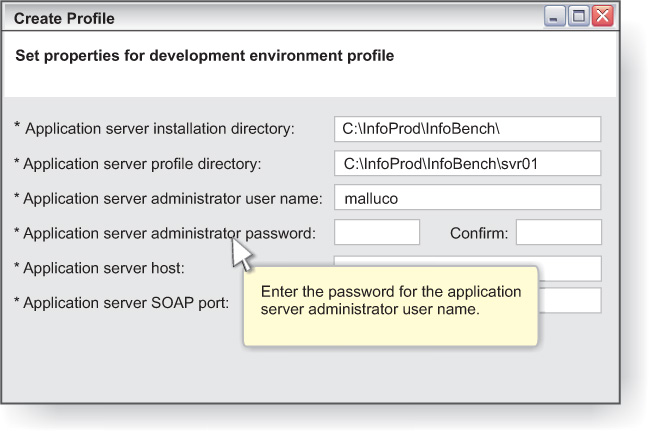 Create Profile
Set properties for development environment profile
* Application server installation directory: C:\InfoProd\InfoBench\
* Application server profile directory: C:\InfoProd\InfoBench\svr01
* Application server administrator user name: malluco
* Application server administrator password: Confirm:
* Application server host:
* Application server SOAP port:
Enter the password for the application
server administrator user name.